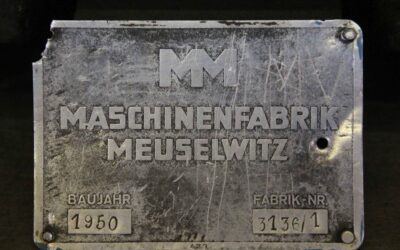 MM
MASCHINENFABRIK
MEUSELWITZ
BAUJAHR FABRIK-NR.
1950 3136/1